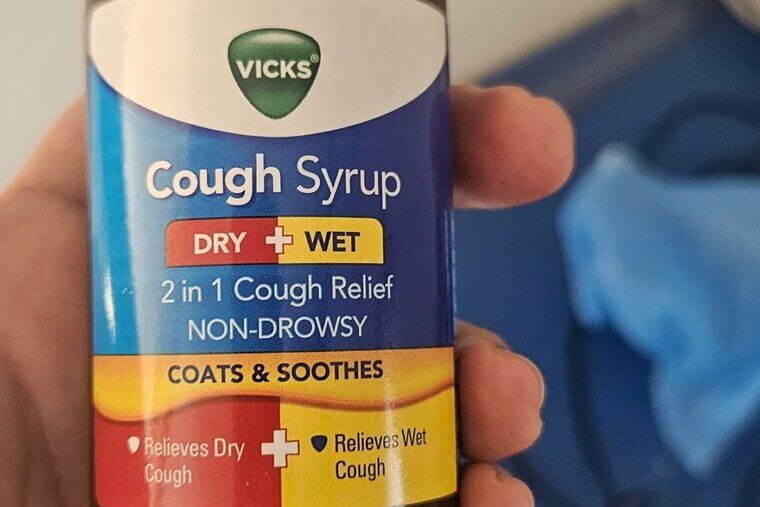 VICKS®
Cough Syrup
DRY + WET
2 in 1 Cough Relief
NON-DROWSY
COATS & SOOTHES
Relieves Dry
Cough
+
Relieves Wet
Cough